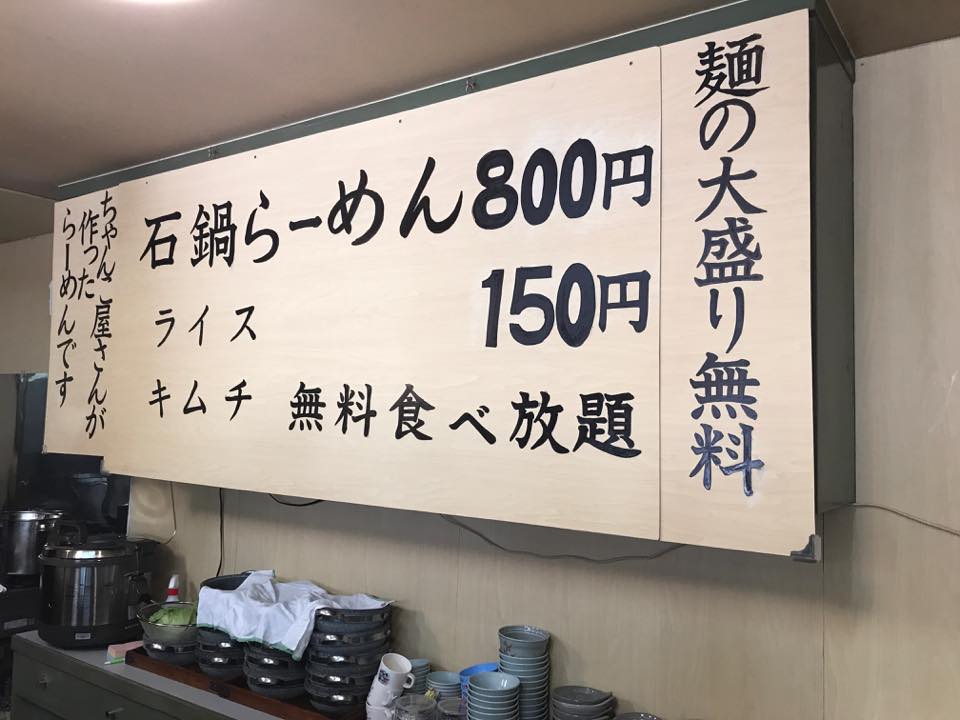 麺の大盛り無料
石鍋らーめん800円
ライス 150円
キムチ 無料食べ放題
ちゃんこ屋さんが
作った
らーめんです